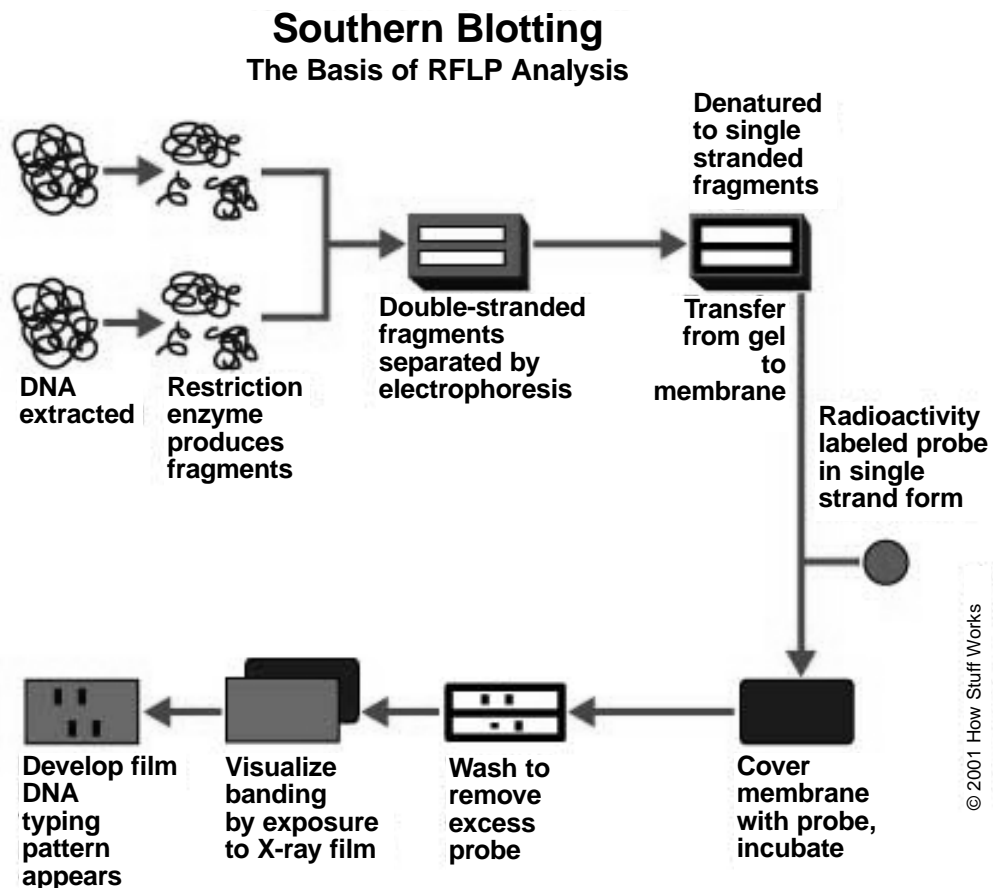 Southern Blotting
The Basis of RFLP Analysis
DNA
extracted
Restriction
enzyme
produces
fragments
Double-stranded
fragments
separated by
electrophoresis
Denatured
to single
stranded
fragments
Transfer
from gel
to
membrane
Radioactivity
labeled probe
in single
strand form
Cover
membrane
with probe,
incubate
Wash to
remove
excess
probe
Visualize
banding
by exposure
to X-ray film
Develop film
DNA
typing
pattern
appears
© 2001 How Stuff Works